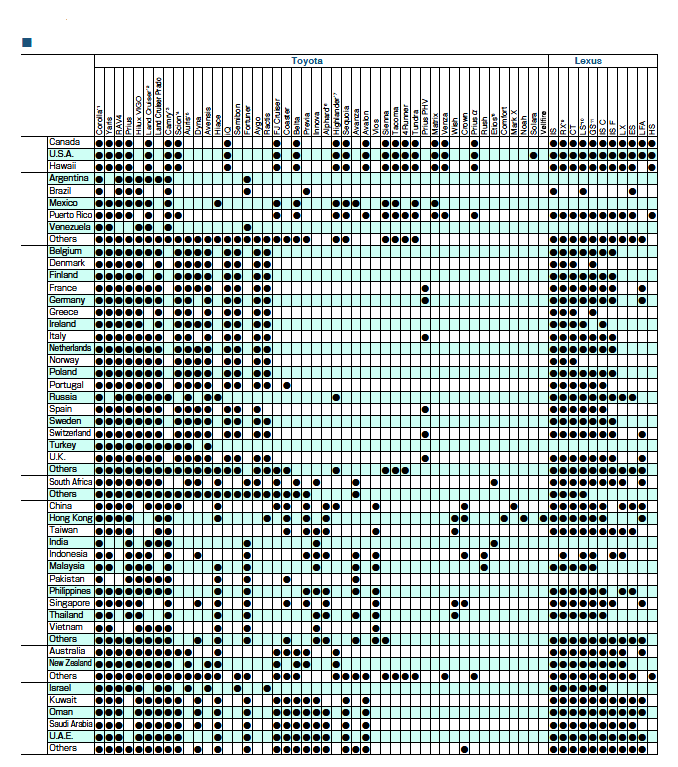 Toyota Lexus
Corolla*¹ Yaris RAV4 Prius Hilux VIGO Land Cruiser*² Land Cruiser Prado Camry*³ Scion*⁴ Auris*⁵ Dyna Avensis Hiace iQ Sembon Fortuner Aygo Ractis FJ Cruiser Coaster Belta Previa Innova Alphard*⁶ Highlander*⁷ Sequoia Avanza Avalon Vios Sienna Tacoma 4 Runner Tundra Prius PHV Matrix Venza Wish Crown Prius α Rush Etios*⁸ Comfort Mark X Noah Solara Vellfire IS RX*⁹ CT LS*¹⁰ GS*¹¹ IS C IS F LX ES LFA HS
Canada
U.S.A.
Hawaii
Argentina
Brazil
Mexico
Puerto Rico
Venezuela
Others
Belgium
Denmark
Finland
France
Germany
Greece
Ireland
Italy
Netherlands
Norway
Poland
Portugal
Russia
Spain
Sweden
Switzerland
Turkey
U.K.
Others
South Africa
Others
China
Hong Kong
Taiwan
India
Indonesia
Malaysia
Pakistan
Philippines
Singapore
Thailand
Vietnam
Others
Australia
New Zealand
Others
Israel
Kuwait
Oman
Saudi Arabia
U.A.E.
Others